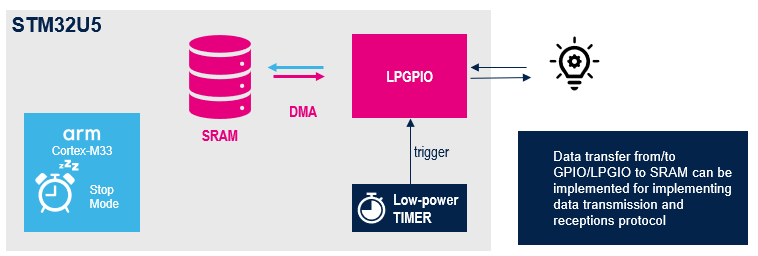 STM32U5
LPGPIO
DMA
SRAM
arm
Cortex-M33
zzz
Stop
Mode
trigger
Low-power
TIMER
Data transfer from/to
GPIO/LPGIO to SRAM can be
implemented for implementing
data transmission and
receptions protocol